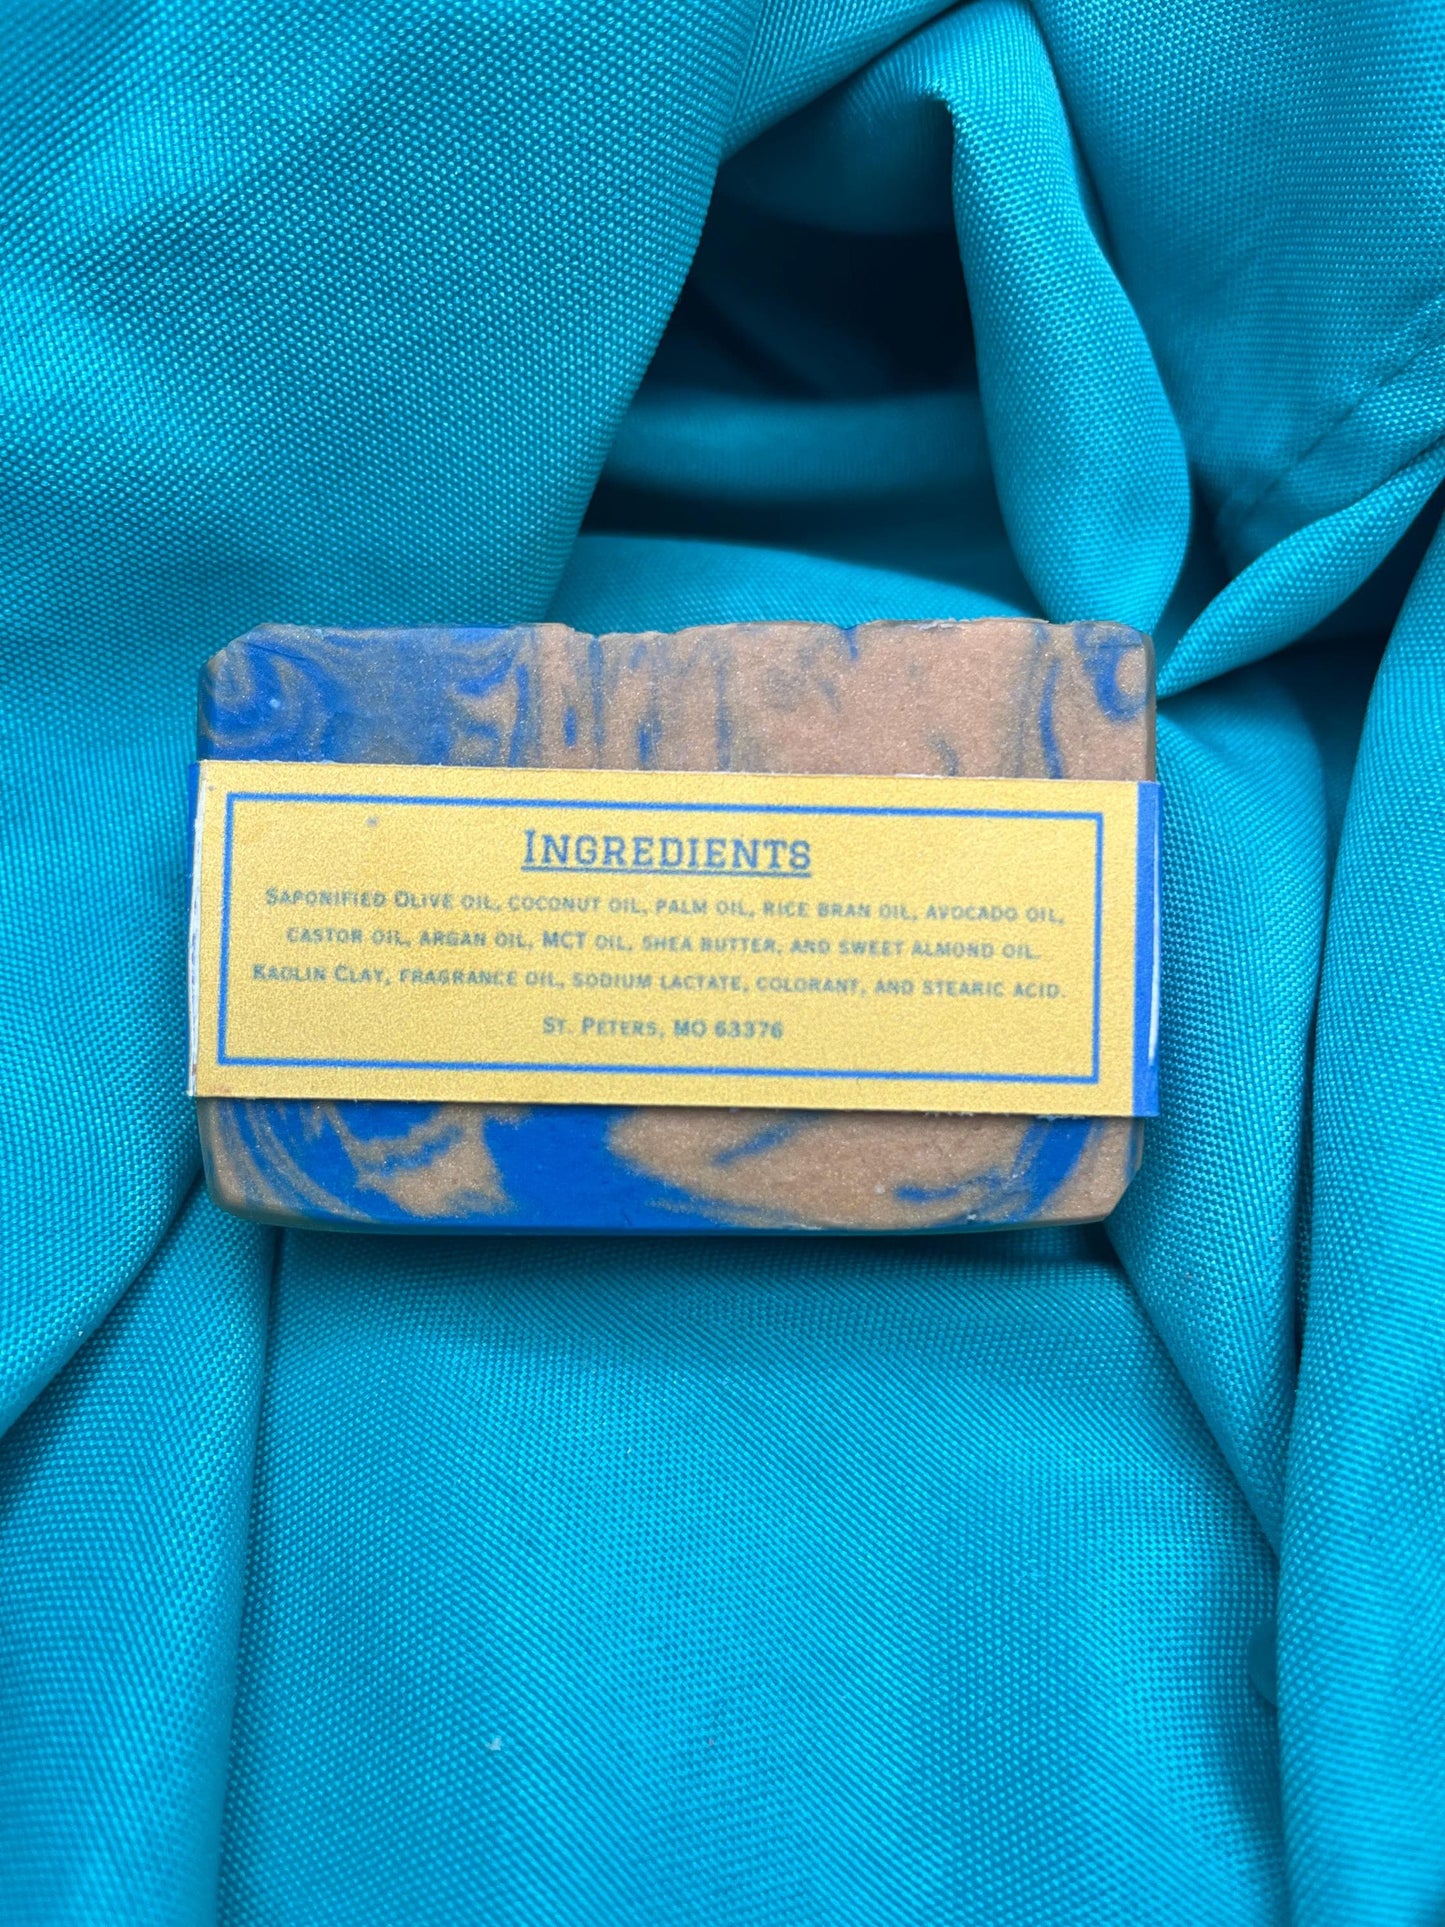 Ingredients
Saponified Olive oil, coconut oil, palm oil, rice bran oil, avocado oil,
castor oil, argan oil, MCT oil, shea butter, and sweet almond oil.
Kaolin Clay, fragrance oil, sodium lactate, colorant, and stearic acid.
St. Peters, MO 63376